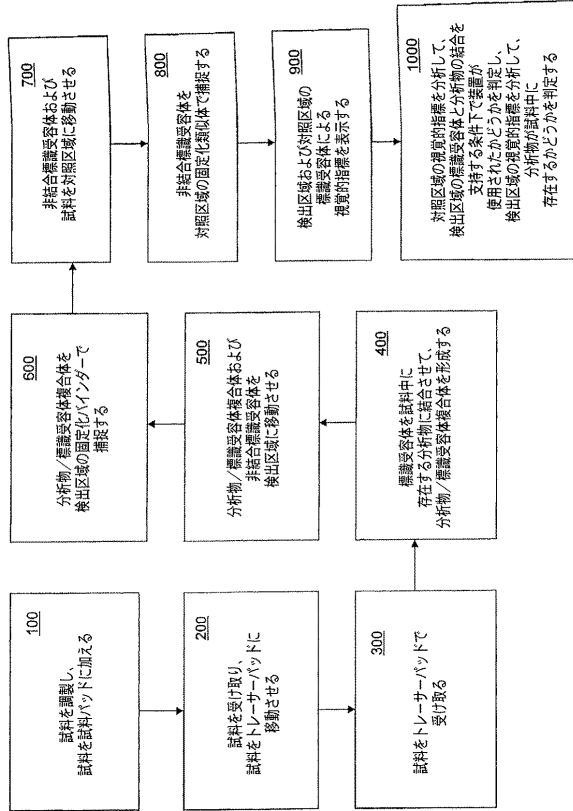 100
試料を調製し、
試料を試料パッドに加える
200
試料を受け取り、
試料をトレーサーパッドに
移動させる
300
試料をトレーサーパッドで
受け取る
400
標識受容体を試料中に
存在する分析物に結合させて、
分析物/標識受容体複合体を形成する
500
分析物/標識受容体複合体および
非結合標識受容体を
検出区域に移動させる
600
分析物/標識受容体複合体を
検出区域の固定化バインダーで
捕捉する
700
非結合標識受容体および
試料を対照区域に移動させる
800
非結合標識受容体を
対照区域の固定化類似体で捕捉する
900
検出区域および対照区域の
標識受容体による
視覚的指標を表示する
1000
対照区域の視覚的指標を分析して、
検出区域の標識受容体と分析物の結合を
支持する条件下で装置が
使用されたかどうかを判定し、
検出区域の視覚的指標を分析して、
分析物が試料中に
存在するかどうかを判定する